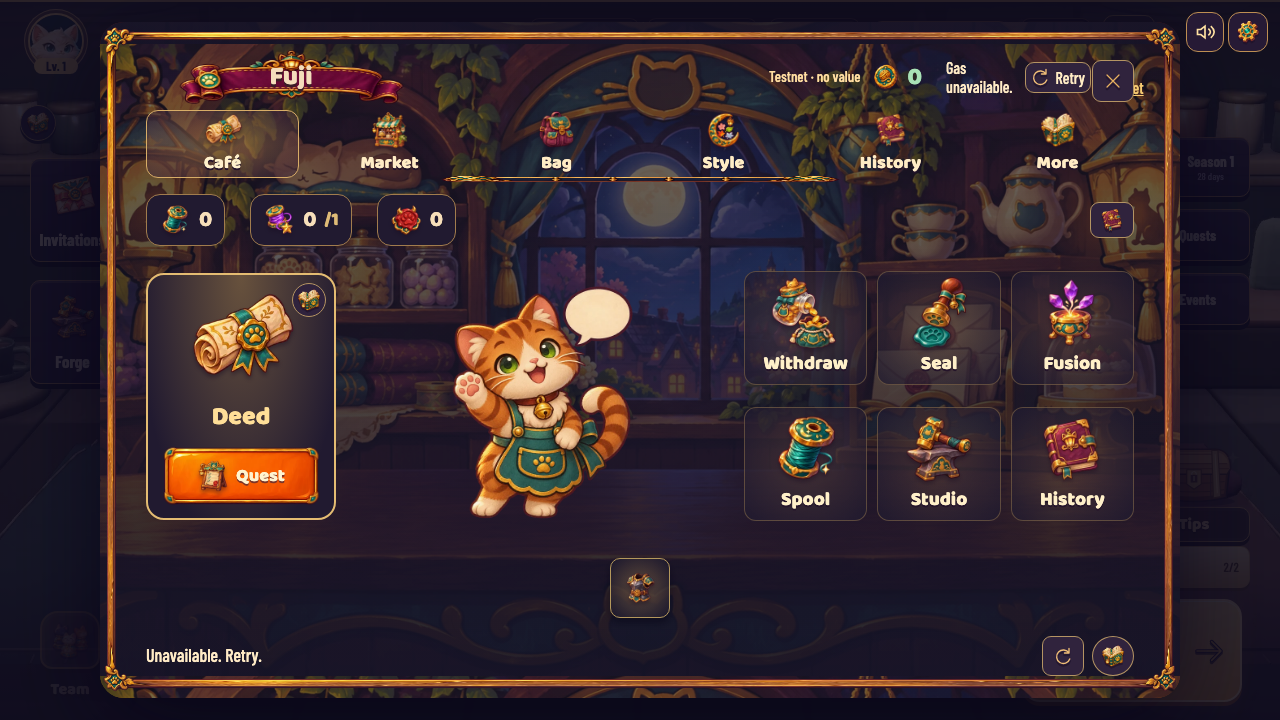 Lv. 1
Fuji
Testnet · no value
0
Gas
unavailable.
Retry
et
Café
Market
Bag
Style
History
More
0
0 /1
0
Season 1
Invitation
Quests
Events
Forge
Deed
Quest
Withdraw
Seal
Fusion
Spool
Studio
History
Tips
2/2
Unavailable. Retry.
Team